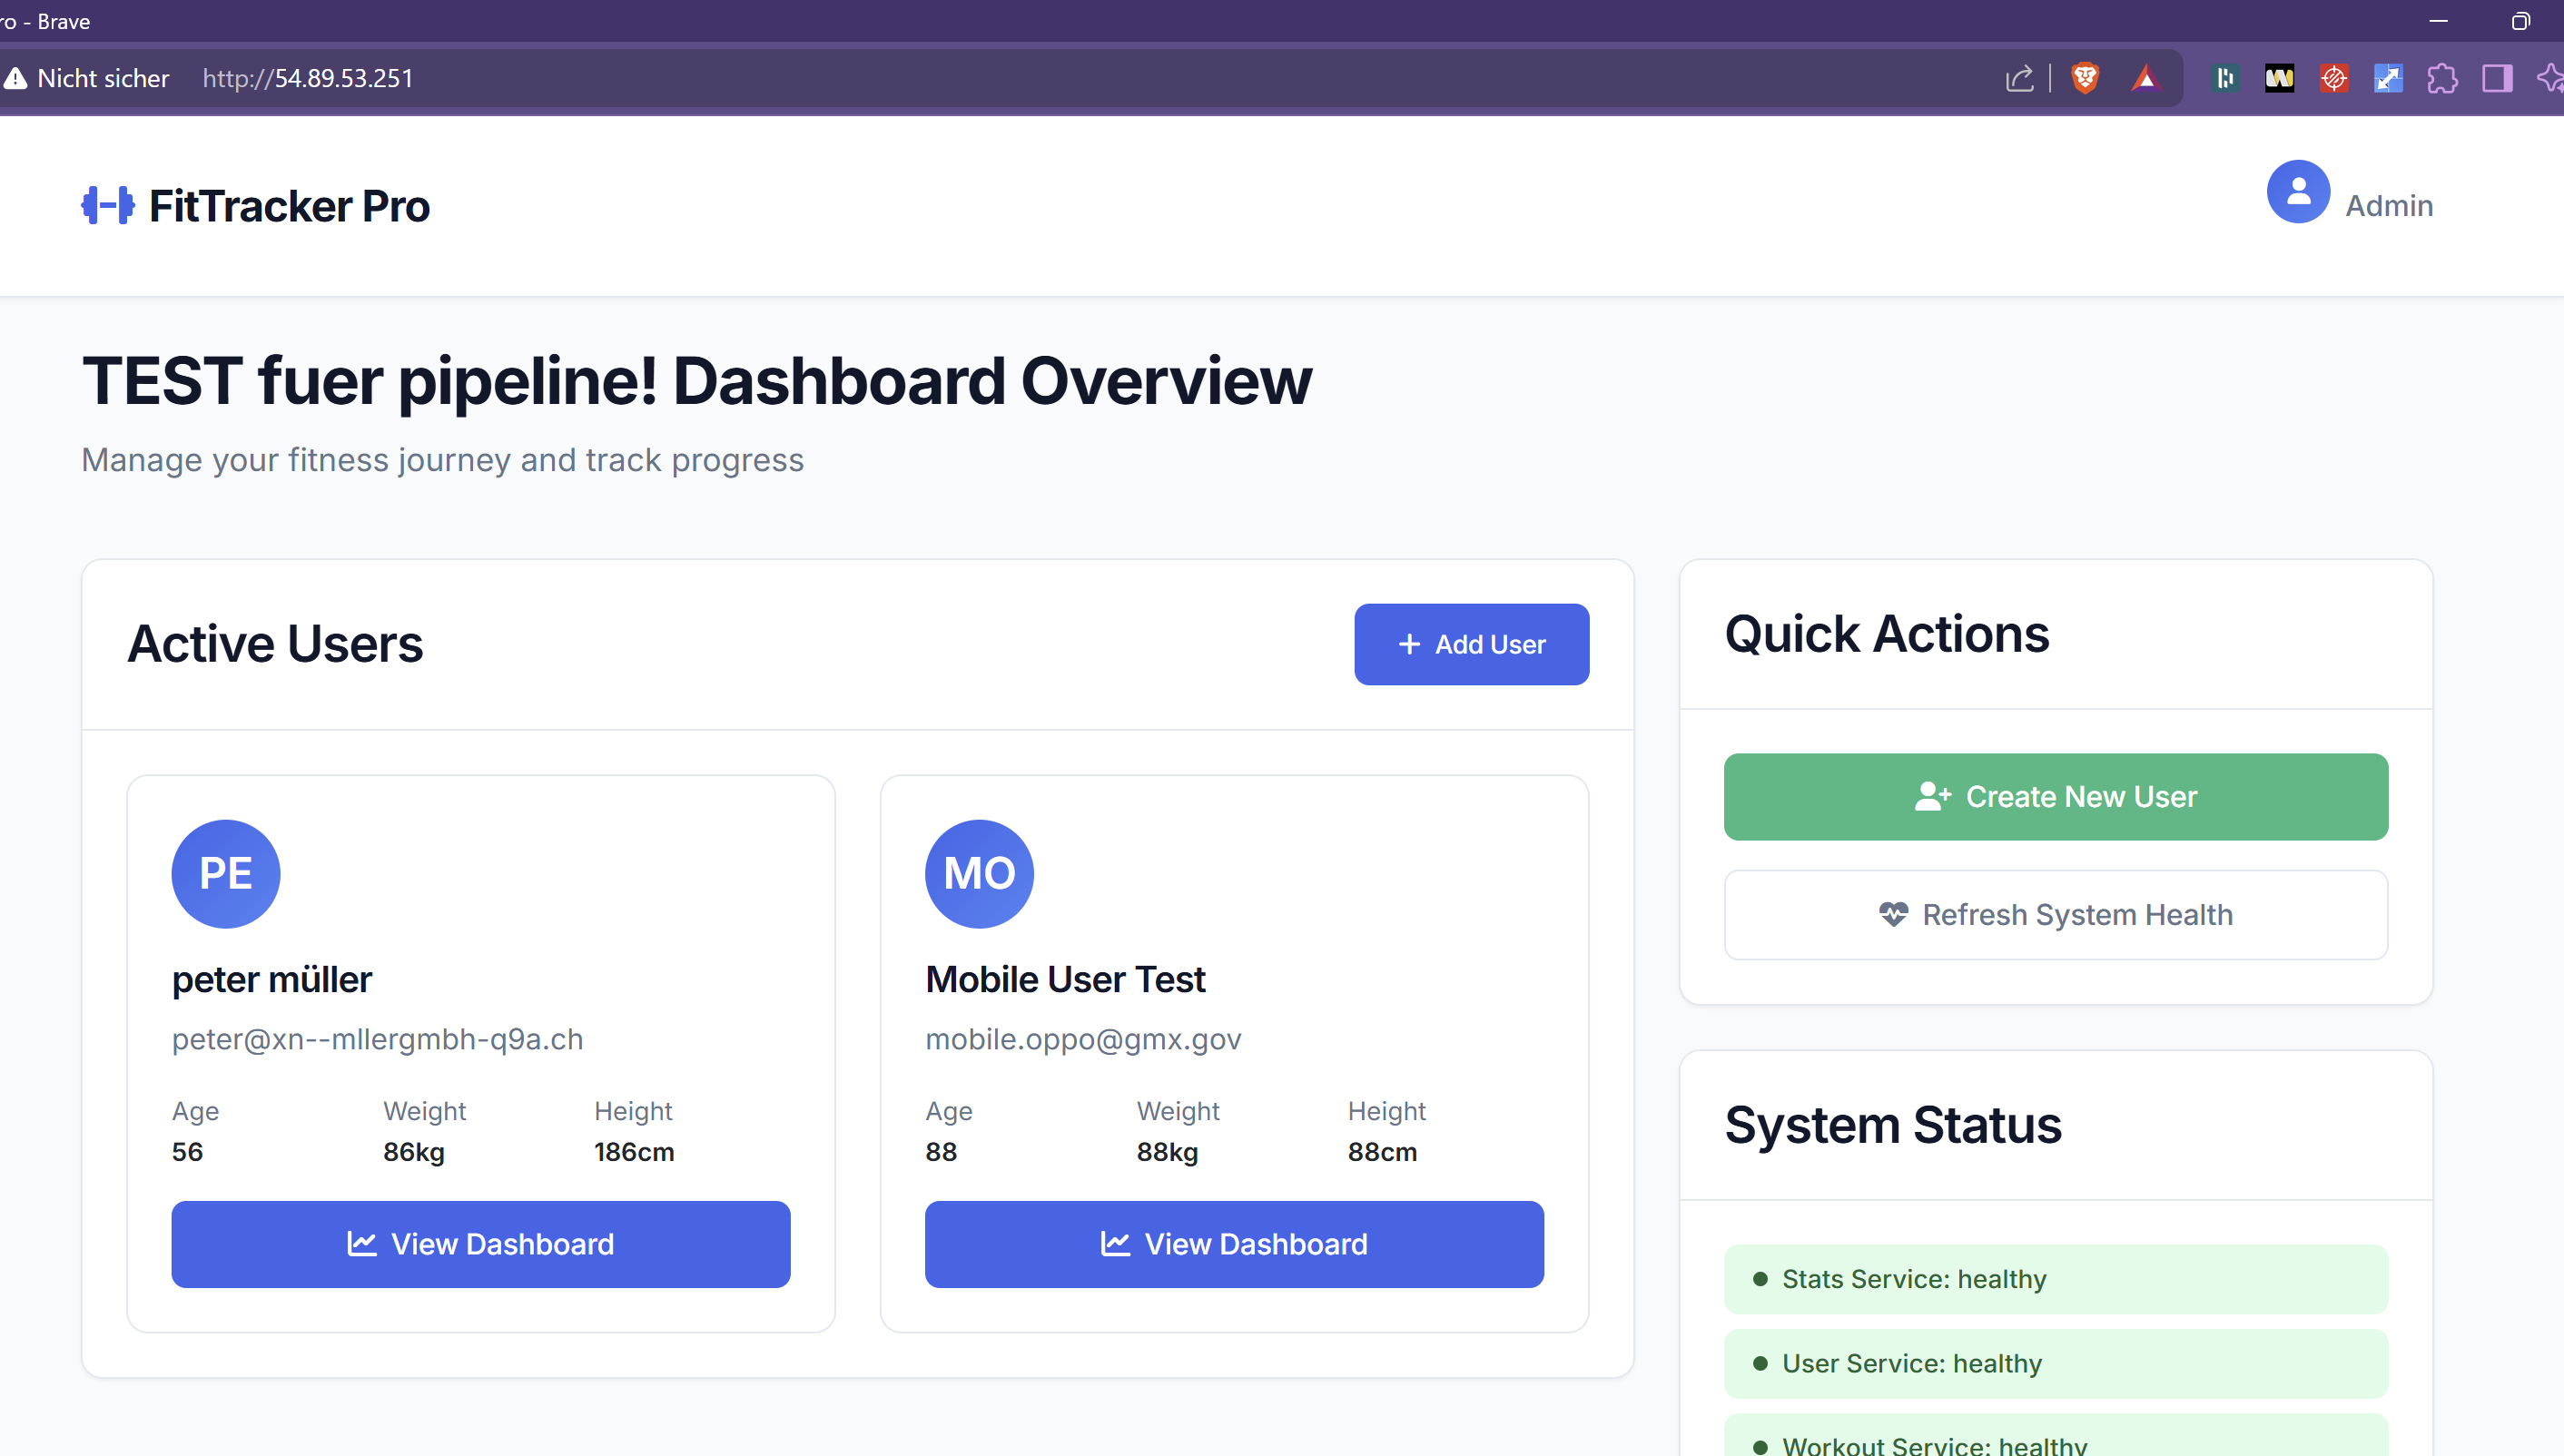 ro - Brave
Nicht sicher http://54.89.53.251
FitTracker Pro
Admin
TEST fuer pipeline! Dashboard Overview
Manage your fitness journey and track progress
Active Users
+ Add User
PE
peter müller
peter@xn--mllergmbh-q9a.ch
Age Weight Height
56 86kg 186cm
View Dashboard
MO
Mobile User Test
mobile.oppo@gmx.gov
Age Weight Height
88 88kg 88cm
View Dashboard
Quick Actions
Create New User
Refresh System Health
System Status
Stats Service: healthy
User Service: healthy
Workout Service: healthy